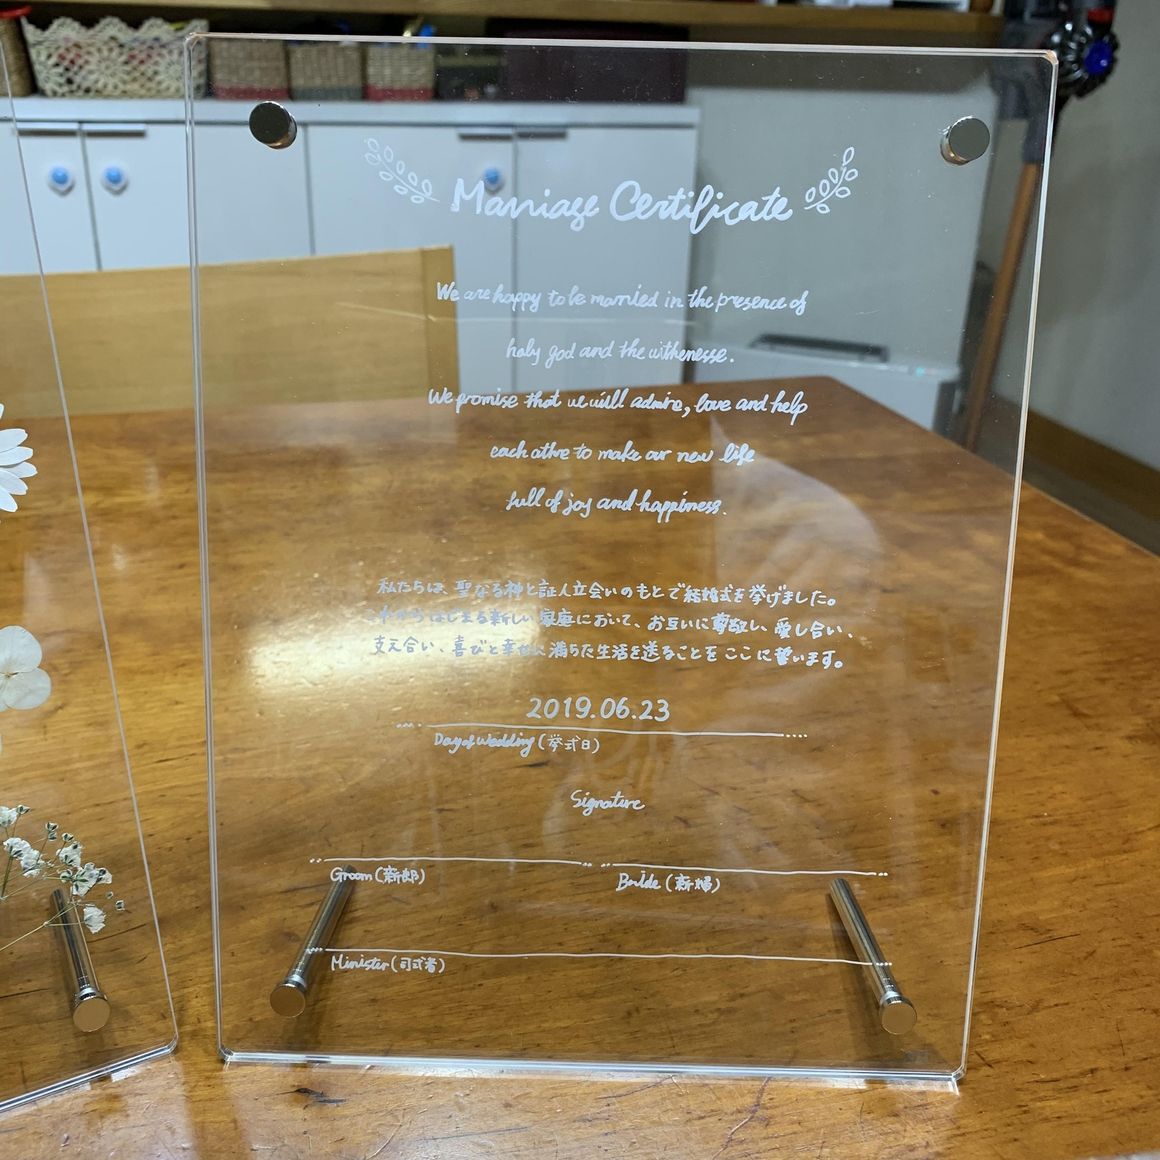 Marriage Certificate
We are happy to be married in the presence of
holy god and the withenesse.
We promise that we will admire, love and help
each othre to make our new life
full of joy and happiness.
私たちは、聖なる神と証人立会いのもとで結婚式を挙げました。
これからはじまる新しい家庭において、お互いに尊敬し、愛し合い、
支え合い、喜びと幸せに満ちた生活を送ることをここに誓います。
2019.06.23
Day of wedding (挙式日)
Signature
Groom (新郎)
Bride (新婦)
Minister (司式者)